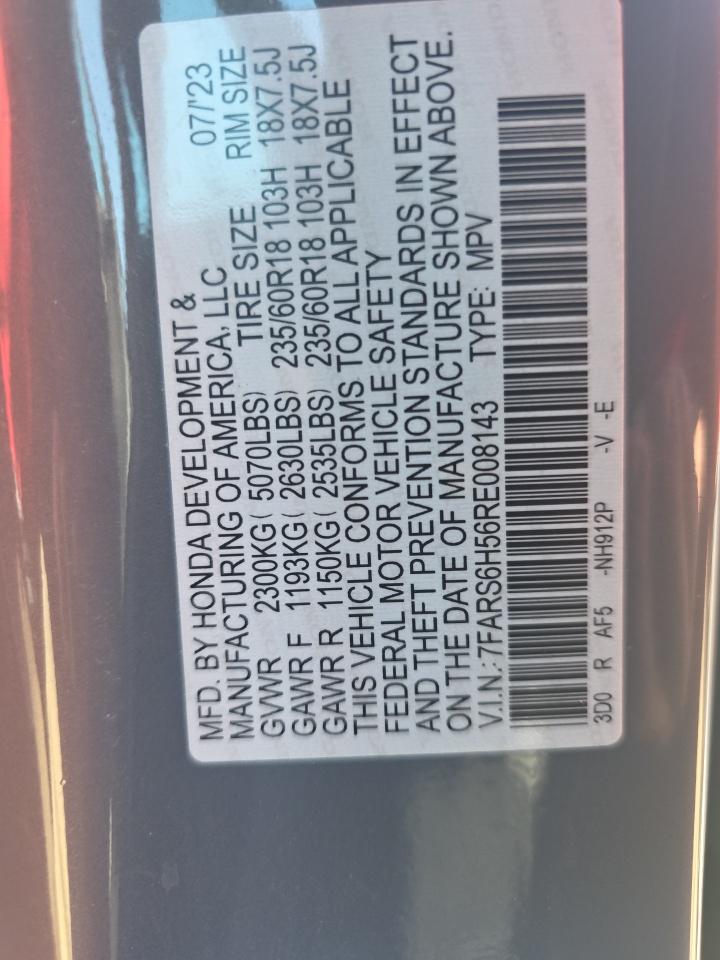 MFD. BY HONDA DEVELOPMENT & 07/'23
MANUFACTURING OF AMERICA, LLC
TIRE SIZE RIM SIZE
GVWR 2300KG ( 5070LBS)
GAWR F 1193KG ( 2630LBS) 235/60R18 103H 18X7.5J
GAWR R 1150KG ( 2535LBS) 235/60R18 103H 18X7.5J
THIS VEHICLE CONFORMS TO ALL APPLICABLE
FEDERAL MOTOR VEHICLE SAFETY
AND THEFT PREVENTION STANDARDS IN EFFECT
ON THE DATE OF MANUFACTURE SHOWN ABOVE.
V.I.N.: 7FARS6H56RE008143 TYPE: MPV
3D0 R AF5 -NH912P -V -E